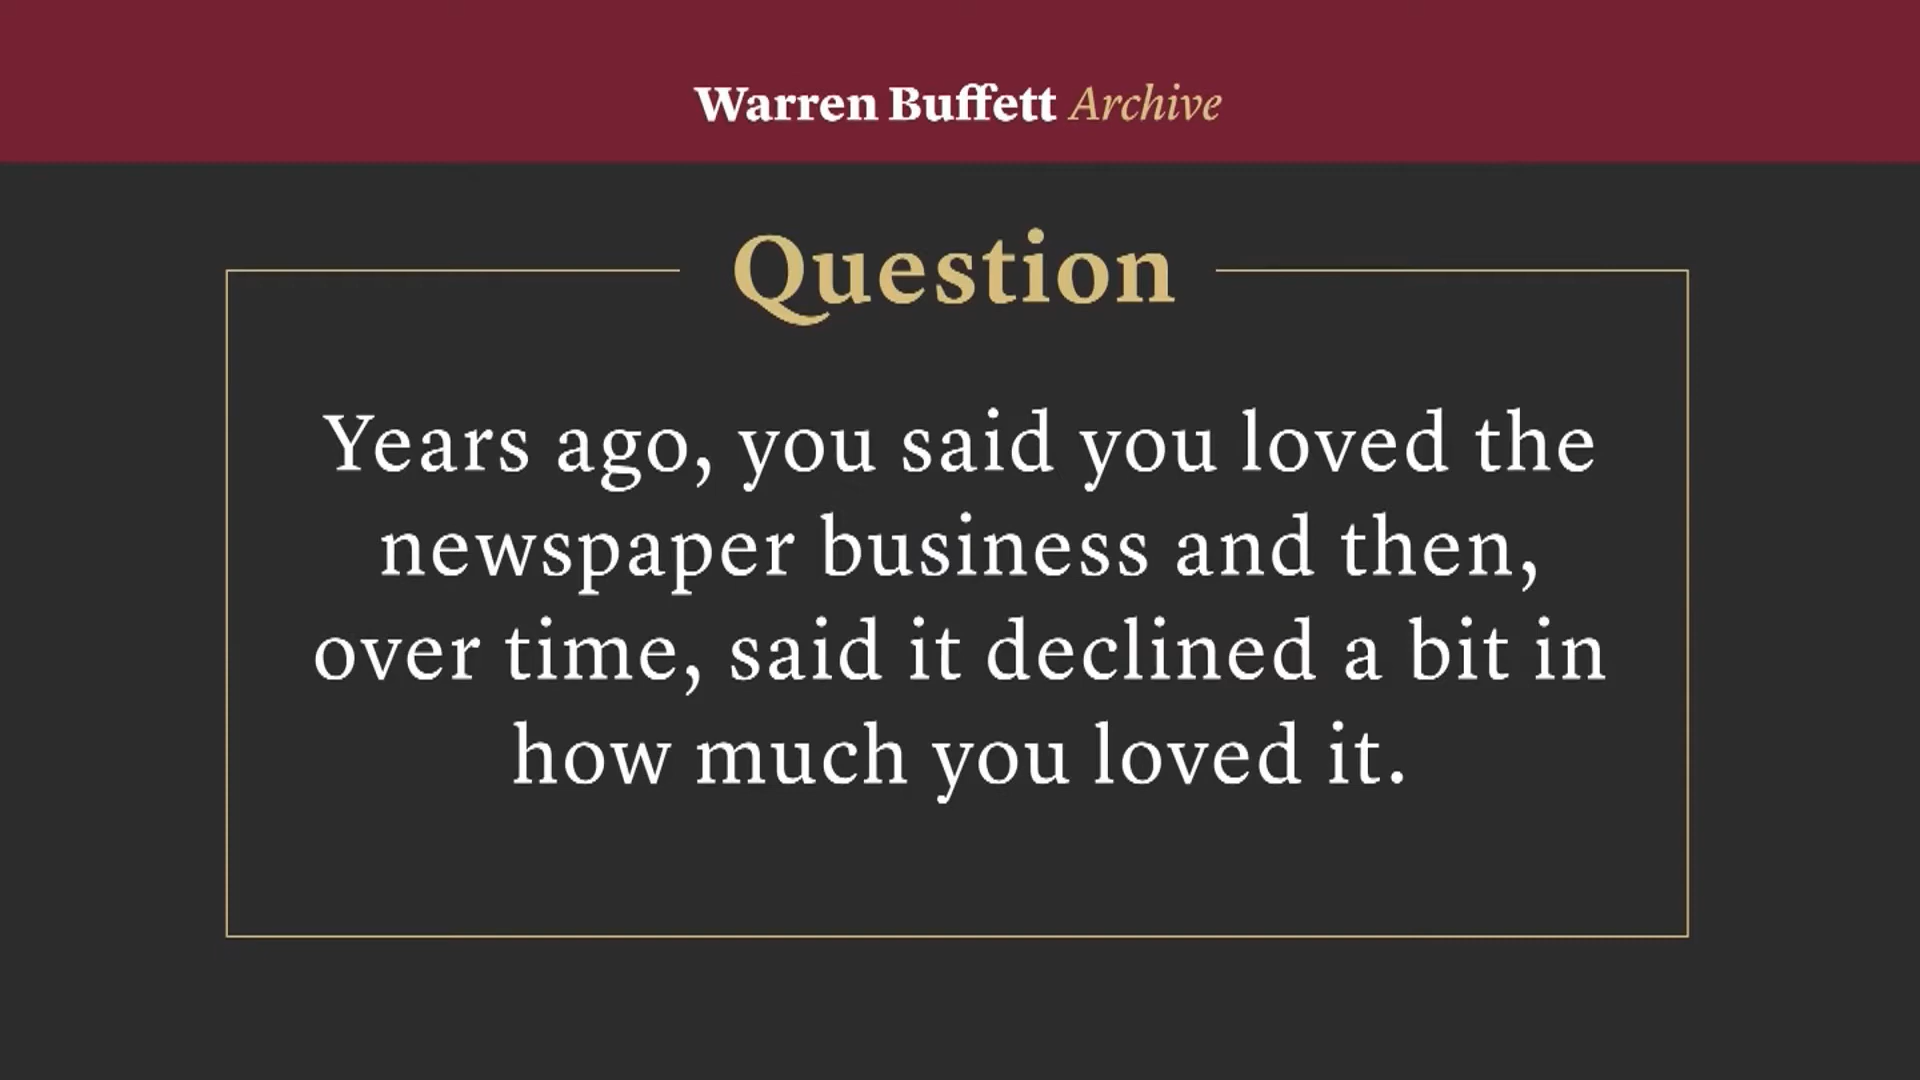 Warren Buffett Archive
Question
Years ago, you said you loved the
newspaper business and then,
over time, said it declined a bit in
how much you loved it.